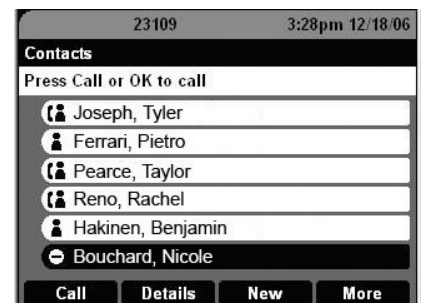 23109 3:28pm 12/18/06
Contacts
Press Call or OK to call
Joseph, Tyler
Ferrari, Pietro
Pearce, Taylor
Reno, Rachel
Hakinen, Benjamin
Bouchard, Nicole
Call Details New More